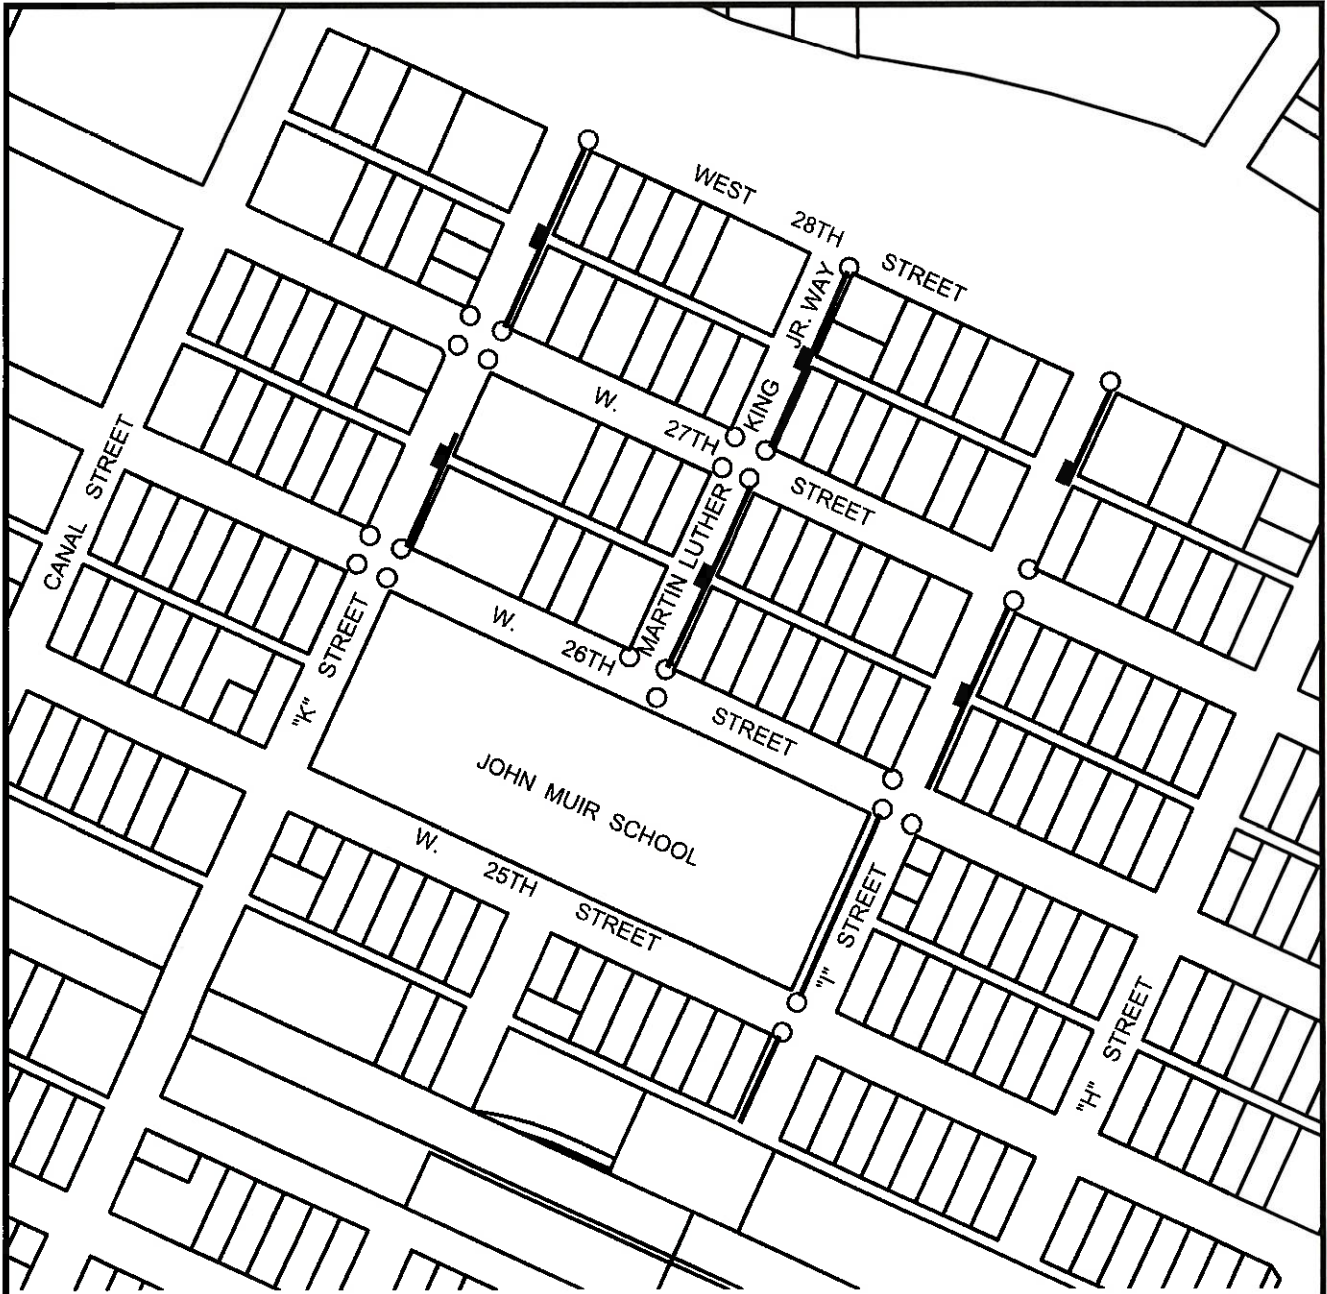 WEST 28TH STREET
MARTIN LUTHER KING JR. WAY
W. 27TH STREET
CANAL STREET
W. 26TH STREET
"K" STREET
JOHN MUIR SCHOOL
W. 25TH STREET
"I" STREET
"H" STREET